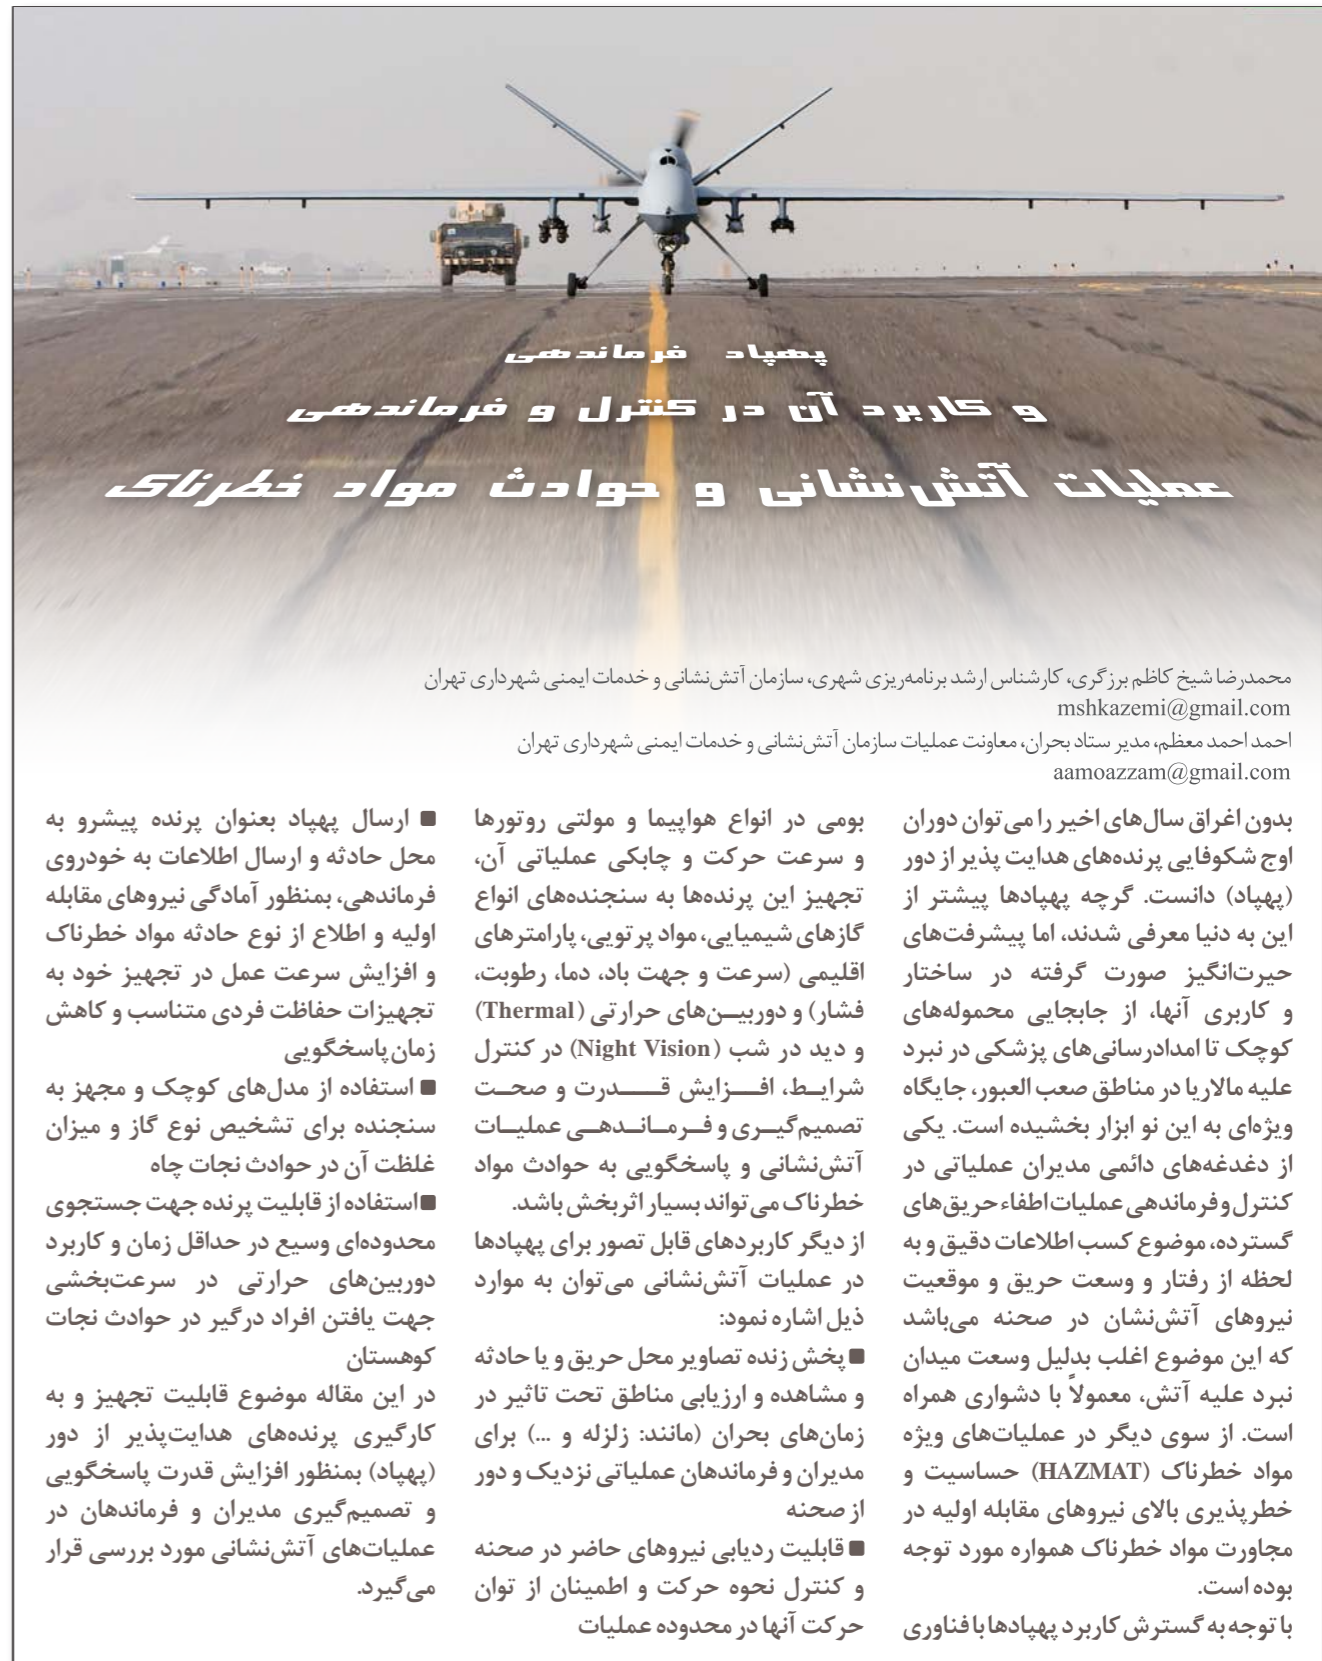 پهپاد فرماندهی
و کاربرد آن در کنترل و فرماندهی
عملیات آتش‌نشانی و حوادث مواد خطرناک
محمدرضا شیخ کاظم برزگری، کارشناس ارشد برنامه‌ریزی شهری، سازمان آتش‌نشانی و خدمات ایمنی شهرداری تهران
mshkazemi@gmail.com
احمد احمد معظم، مدیر ستاد بحران، معاونت عملیات سازمان آتش‌نشانی و خدمات ایمنی شهرداری تهران
aamoazzam@gmail.com
بدون اغراق سال‌های اخیر را می‌توان دوران
اوج شکوفایی پرنده‌های هدایت پذیر از دور
(پهپاد) دانست. گرچه پهپادها پیشتر از
این به دنیا معرفی شدند، اما پیشرفت‌های
حیرت‌انگیز صورت گرفته در ساختار
و کاربری آنها، از جابجایی محموله‌های
کوچک تا امدادرسانی‌های پزشکی در نبرد
علیه مالاریا در مناطق صعب العبور، جایگاه
ویژه‌ای به این نو ابزار بخشیده است. یکی
از دغدغه‌های دائمی مدیران عملیاتی در
کنترل و فرماندهی عملیات اطفاء حریق‌های
گسترده، موضوع کسب اطلاعات دقیق و به
لحظه از رفتار و وسعت حریق و موقعیت
نیروهای آتش‌نشان در صحنه می‌باشد
که این موضوع اغلب بدلیل وسعت میدان
نبرد علیه آتش، معمولاً با دشواری همراه
است. از سوی دیگر در عملیات‌های ویژه
مواد خطرناک (HAZMAT) حساسیت و
خطرپذیری بالای نیروهای مقابله اولیه در
مجاورت مواد خطرناک همواره مورد توجه
بوده است.
با توجه به گسترش کاربرد پهپادها با فناوری
بومی در انواع هواپیما و مولتی روتورها
و سرعت حرکت و چابکی عملیاتی آن،
تجهیز این پرنده‌ها به سنجنده‌های انواع
گازهای شیمیایی، مواد پرتویی، پارامترهای
اقلیمی (سرعت و جهت باد، دما، رطوبت،
فشار) و دوربیــن‌های حرارتی (Thermal)
و دید در شب (Night Vision) در کنترل
شرایــط، افــــزایش قـــــدرت و صحــت
تصمیم‌گیــری و فــرمــانــدهــی عملیــات
آتش‌نشانی و پاسخگویی به حوادث مواد
خطرناک می‌تواند بسیار اثربخش باشد.
از دیگر کاربردهای قابل تصور برای پهپادها
در عملیات آتش‌نشانی می‌توان به موارد
ذیل اشاره نمود:
■ پخش زنده تصاویر محل حریق و یا حادثه
و مشاهده و ارزیابی مناطق تحت تاثیر در
زمان‌های بحران (مانند: زلزله و ...) برای
مدیران و فرماندهان عملیاتی نزدیک و دور
از صحنه
■ قابلیت ردیابی نیروهای حاضر در صحنه
و کنترل نحوه حرکت و اطمینان از توان
حرکت آنها در محدوده عملیات
■ ارسال پهپاد بعنوان پرنده پیشرو به
محل حادثه و ارسال اطلاعات به خودروی
فرماندهی، بمنظور آمادگی نیروهای مقابله
اولیه و اطلاع از نوع حادثه مواد خطرناک
و افزایش سرعت عمل در تجهیز خود به
تجهیزات حفاظت فردی متناسب و کاهش
زمان پاسخگویی
■ استفاده از مدل‌های کوچک و مجهز به
سنجنده برای تشخیص نوع گاز و میزان
غلظت آن در حوادث نجات چاه
■ استفاده از قابلیت پرنده جهت جستجوی
محدوده‌ای وسیع در حداقل زمان و کاربرد
دوربین‌های حرارتی در سرعت‌بخشی
جهت یافتن افراد درگیر در حوادث نجات
کوهستان
در این مقاله موضوع قابلیت تجهیز و به
کارگیری پرنده‌های هدایت‌پذیر از دور
(پهپاد) بمنظور افزایش قدرت پاسخگویی
و تصمیم‌گیری مدیران و فرماندهان در
عملیات‌های آتش‌نشانی مورد بررسی قرار
می‌گیرد.